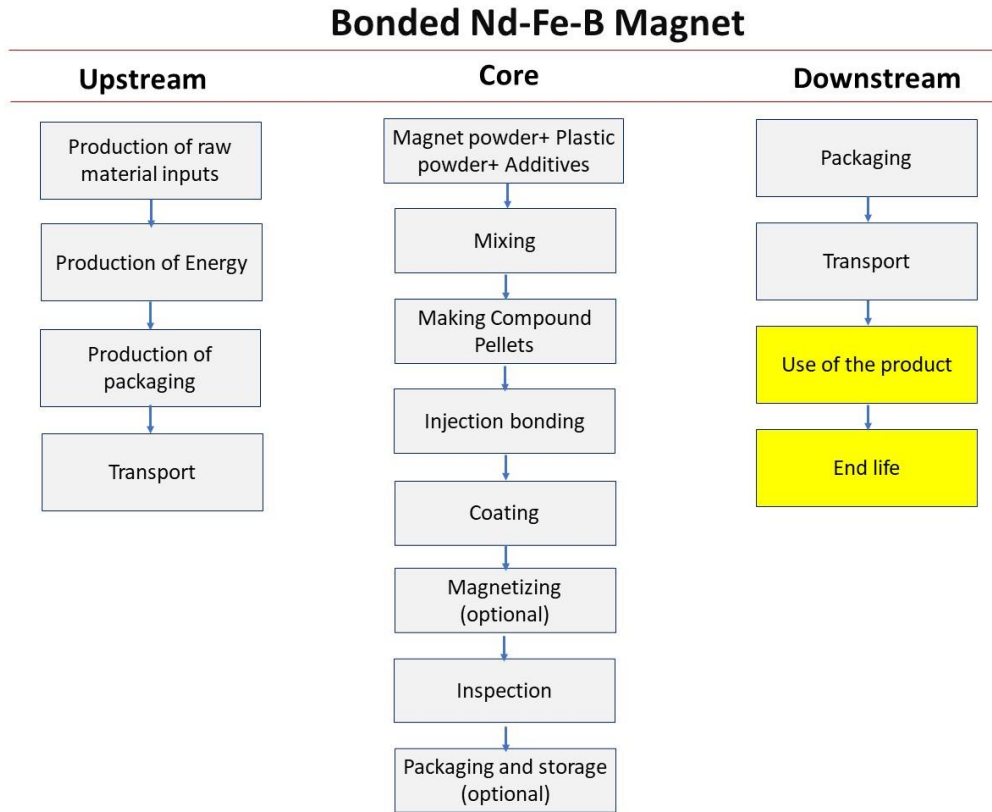 Bonded Nd-Fe-B Magnet
Upstream
Core
Downstream
Production of raw
material inputs
Production of Energy
Production of
packaging
Transport
Magnet powder+ Plastic
powder+ Additives
Mixing
Making Compound
Pellets
Injection bonding
Coating
Magnetizing
(optional)
Inspection
Packaging and storage
(optional)
Packaging
Transport
Use of the product
End life